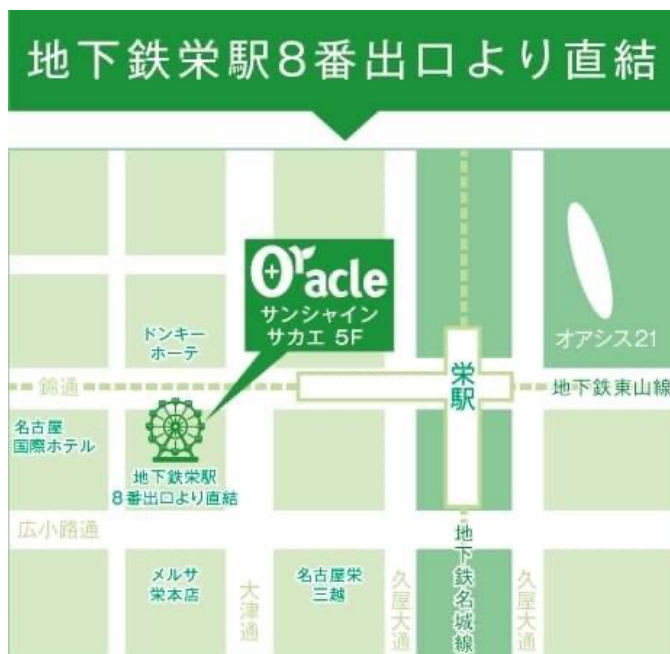 地下鉄栄駅8番出口より直結
Oracle
サンシャイン
サカエ 5F
ドンキー
ホーテ
オアシス21
栄駅
錦通
地下鉄東山線
名古屋
国際ホテル
地下鉄栄駅
8番出口より直結
広小路通
メルサ
栄本店
大津通
名古屋栄
三越
久屋大通
地下鉄名城線
久屋大通